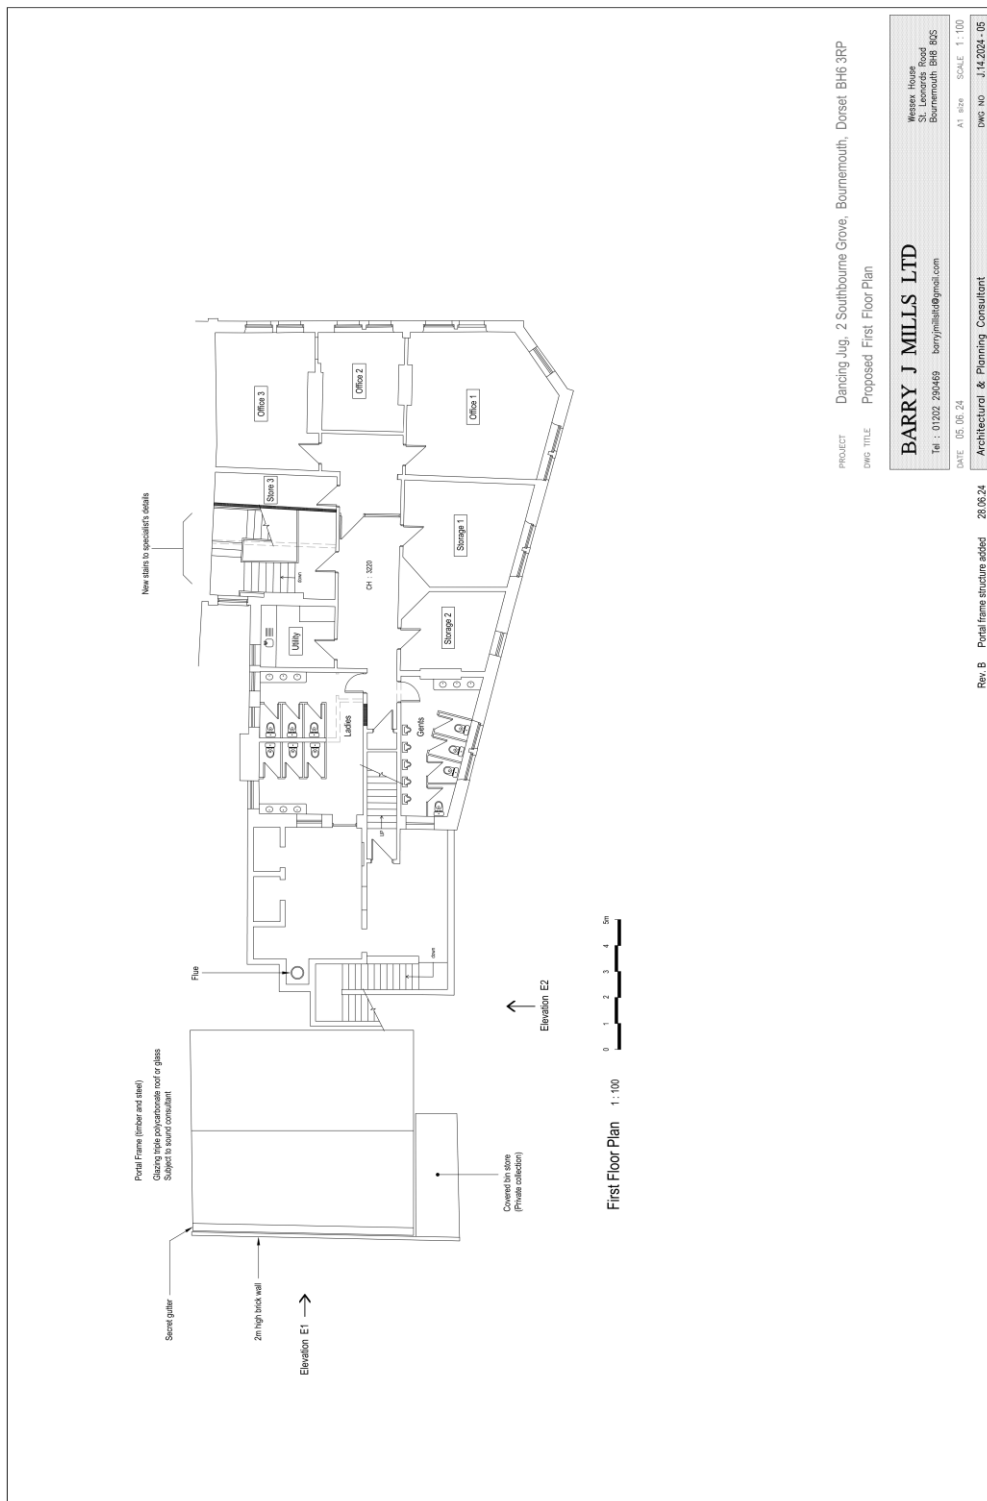 Secret gutter
Portal Frame (timber and steel)
Glazing triple polycarbonate roof or glass
Subject to sound consultant
2m high brick wall
Elevation E1
Flue
New stairs to specialist's details
Covered bin store
(Private collection)
Elevation E2
down
UP
Ladies
Gents
Utility
down
CH : 3220
Storage 2
Storage 1
Store 3
Office 3
Office 2
Office 1
First Floor Plan 1 : 100
0 1 2 3 4 5m
PROJECT Dancing Jug, 2 Southbourne Grove, Bournemouth, Dorset BH6 3RP
DWG TITLE Proposed First Floor Plan
BARRY J MILLS LTD
Wessex House
St. Leonards Road
Bournemouth BH8 8QS
Tel : 01202 290469 barryjmillsltd@gmail.com
DATE 05. 06. 24 A1 size SCALE 1 : 100
Architectural & Planning Consultant DWG NO J.14.2024 - 05
Rev. B Portal frame structure added 28.06.24